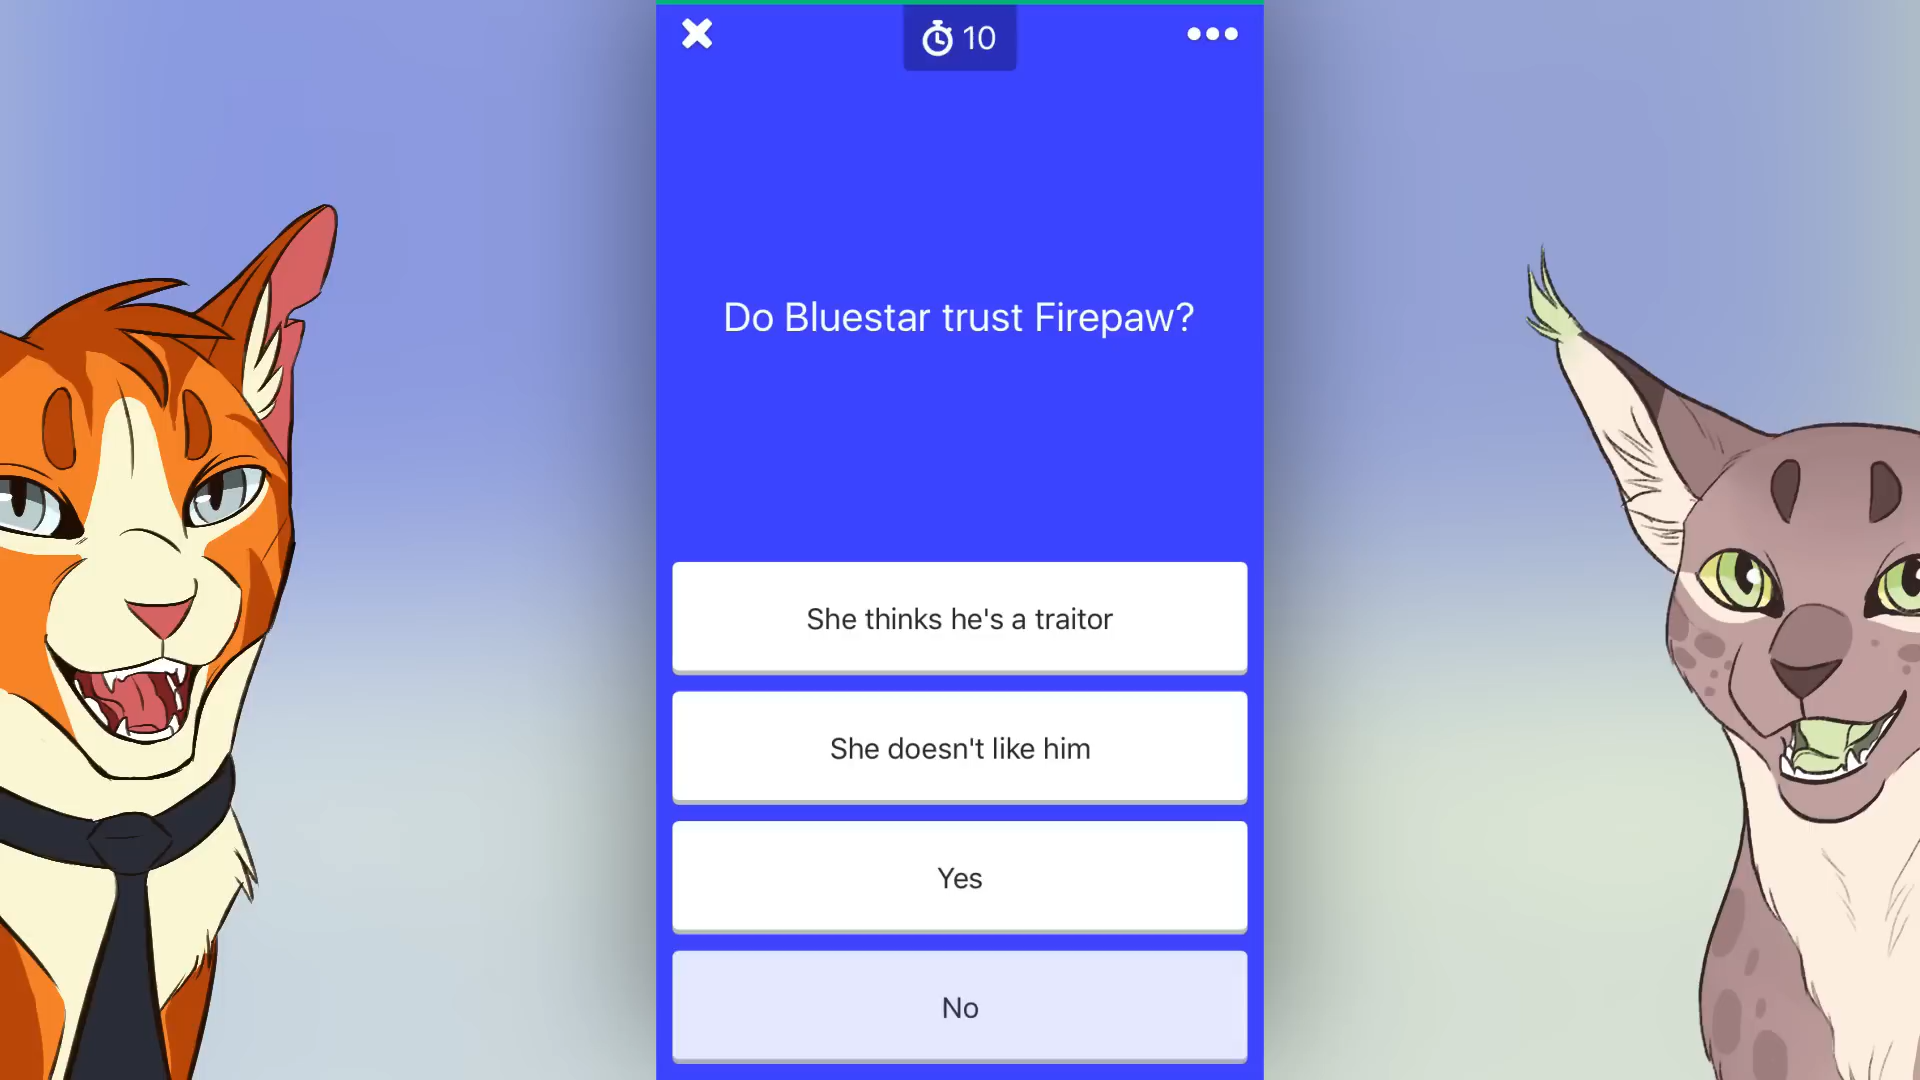 10
Do Bluestar trust Firepaw?
She thinks he's a traitor
She doesn't like him
Yes
No